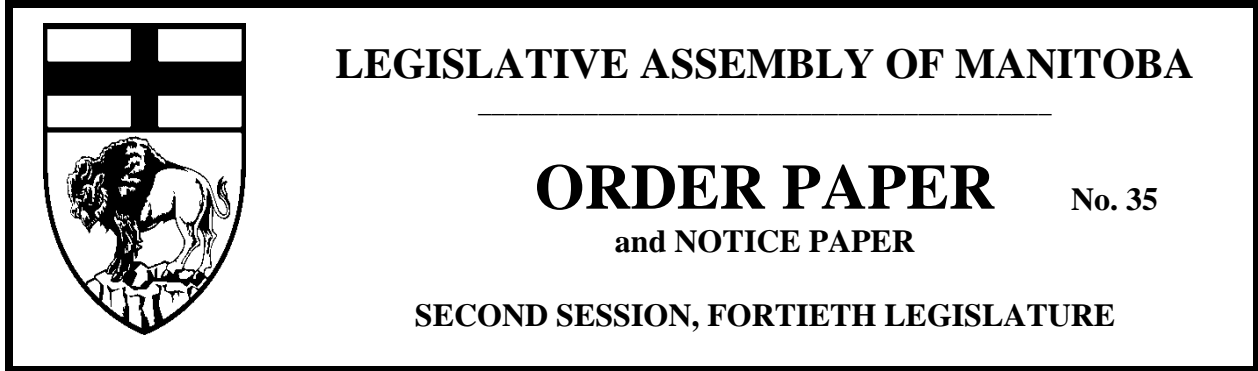 LEGISLATIVE ASSEMBLY OF MANITOBA
ORDER PAPER No. 35
and NOTICE PAPER
SECOND SESSION, FORTIETH LEGISLATURE